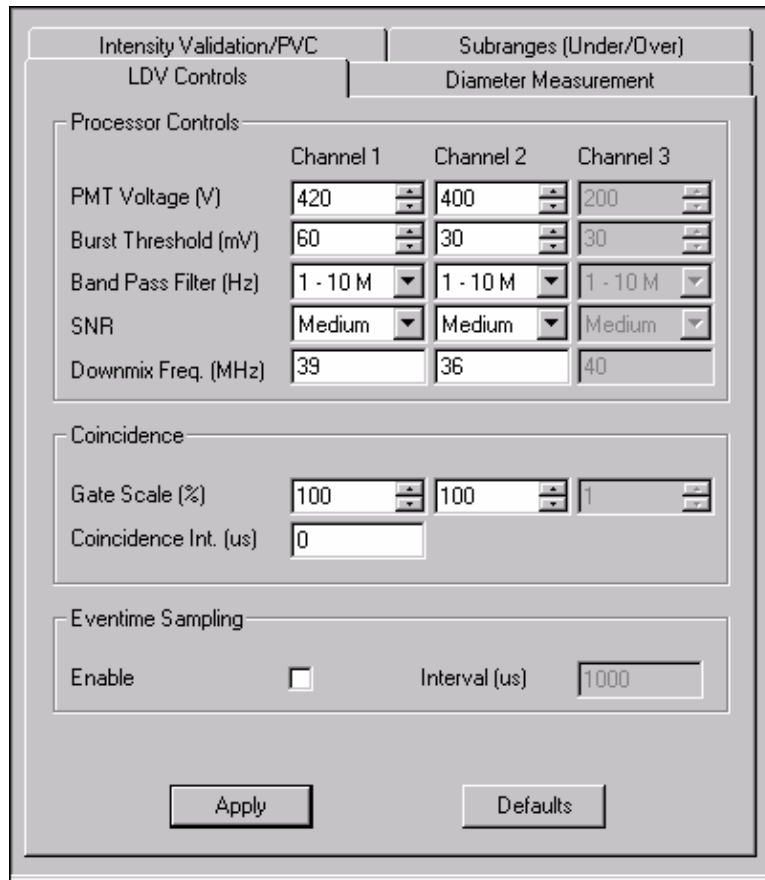 Intensity Validation/PVC Subranges (Under/Over)
LDV Controls Diameter Measurement
Processor Controls
Channel 1 Channel 2 Channel 3
PMT Voltage (V) 420 400 200
Burst Threshold (mV) 60 30 30
Band Pass Filter (Hz) 1 - 10 M 1 - 10 M 1 - 10 M
SNR Medium Medium Medium
Downmix Freq. (MHz) 39 36 40
Coincidence
Gate Scale (%) 100 100 1
Coincidence Int. (us) 0
Eventime Sampling
Enable Interval (us) 1000
Apply Defaults